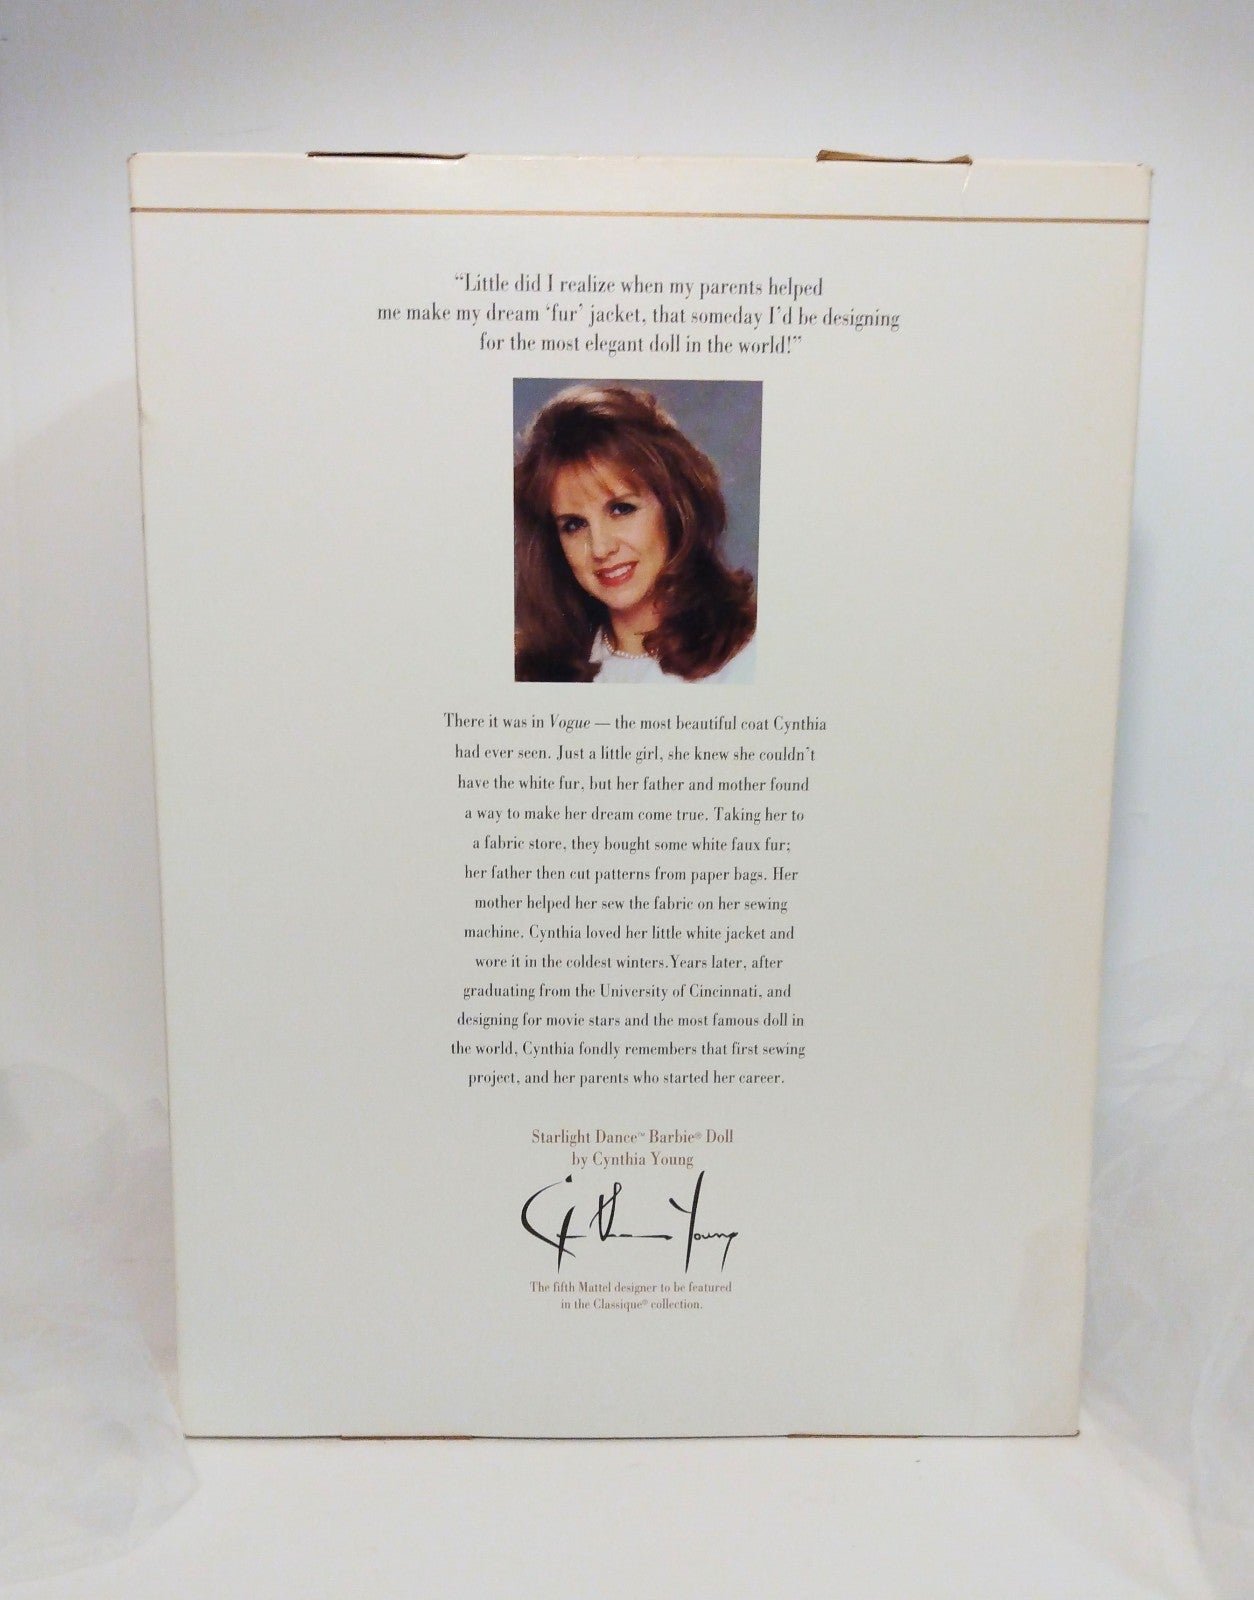 “Little did I realize when my parents helped
me make my dream ‘fur’ jacket, that someday I’d be designing
for the most elegant doll in the world!”
There it was in Vogue — the most beautiful coat Cynthia
had ever seen. Just a little girl, she knew she couldn’t
have the white fur, but her father and mother found
a way to make her dream come true. Taking her to
a fabric store, they bought some white faux fur;
her father then cut patterns from paper bags. Her
mother helped her sew the fabric on her sewing
machine. Cynthia loved her little white jacket and
wore it in the coldest winters.Years later, after
graduating from the University of Cincinnati, and
designing for movie stars and the most famous doll in
the world, Cynthia fondly remembers that first sewing
project, and her parents who started her career.
Starlight Dance™ Barbie® Doll
by Cynthia Young
Cynthia Young
The fifth Mattel designer to be featured
in the Classique® collection.